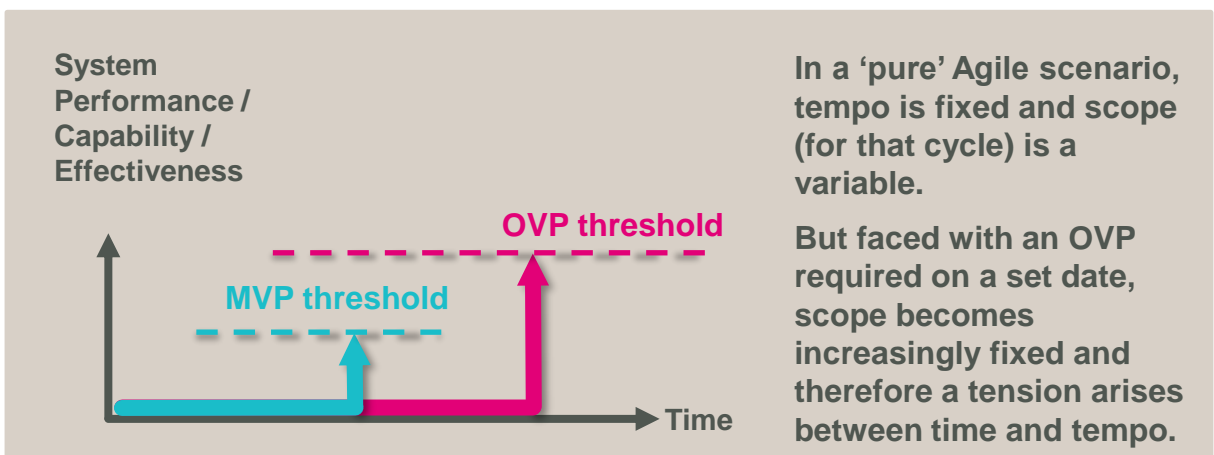 System
Performance /
Capability /
Effectiveness
OVP threshold
MVP threshold
Time
In a ‘pure’ Agile scenario,
tempo is fixed and scope
(for that cycle) is a
variable.
But faced with an OVP
required on a set date,
scope becomes
increasingly fixed and
therefore a tension arises
between time and tempo.